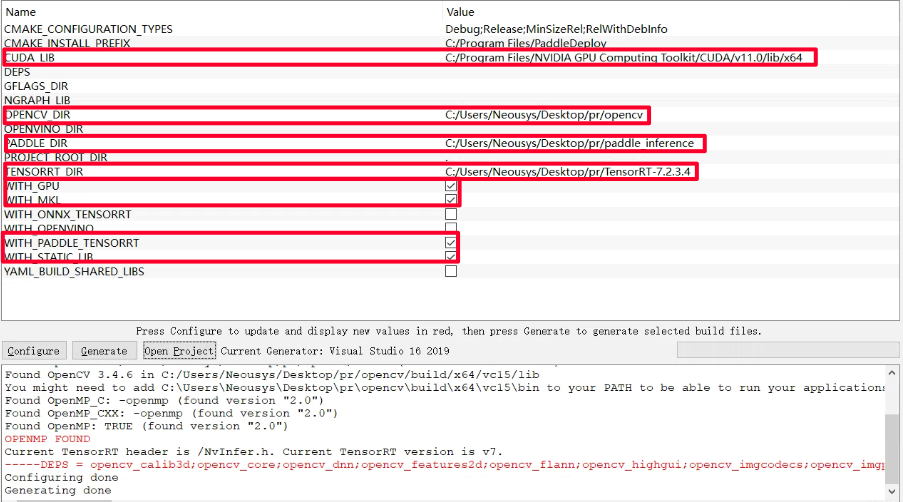 Name Value
CMAKE_CONFIGURATION_TYPES Debug;Release;MinSizeRel;RelWithDebInfo
CMAKE_INSTALL_PREFIX C:/Program Files/PaddleDeploy
CUDA_LIB C:/Program Files/NVIDIA GPU Computing Toolkit/CUDA/v11.0/lib/x64
DEPS
GFLAGS_DIR
NGRAPH_LIB
OPENCV_DIR C:/Users/Neousys/Desktop/pr/opencv
OPENVINO_DIR
PADDLE_DIR C:/Users/Neousys/Desktop/pr/paddle_inference
PROJECT_ROOT_DIR .
TENSORRT_DIR C:/Users/Neousys/Desktop/pr/TensorRT-7.2.3.4
WITH_GPU
WITH_MKL
WITH_ONNX_TENSORRT
WITH_OPENVINO
WITH_PADDLE_TENSORRT
WITH_STATIC_LIB
YAML_BUILD_SHARED_LIBS
Press Configure to update and display new values in red, then press Generate to generate selected build files.
Configure Generate Open Project Current Generator: Visual Studio 16 2019
Found OpenCV 3.4.6 in C:/Users/Neousys/Desktop/pr/opencv/build/x64/vc15/lib
You might need to add C:\Users\Neousys\Desktop\pr\opencv\build\x64\vc15\bin to your PATH to be able to run your applications
Found OpenMP_C: -openmp (found version "2.0")
Found OpenMP_CXX: -openmp (found version "2.0")
Found OpenMP: TRUE (found version "2.0")
OPENMP FOUND
Current TensorRT header is /NvInfer.h. Current TensorRT version is v7.
-----DEPS = opencv_calib3d;opencv_core;opencv_dnn;opencv_features2d;opencv_flann;opencv_highgui;opencv_imgcodecs;opencv_imgp
Configuring done
Generating done